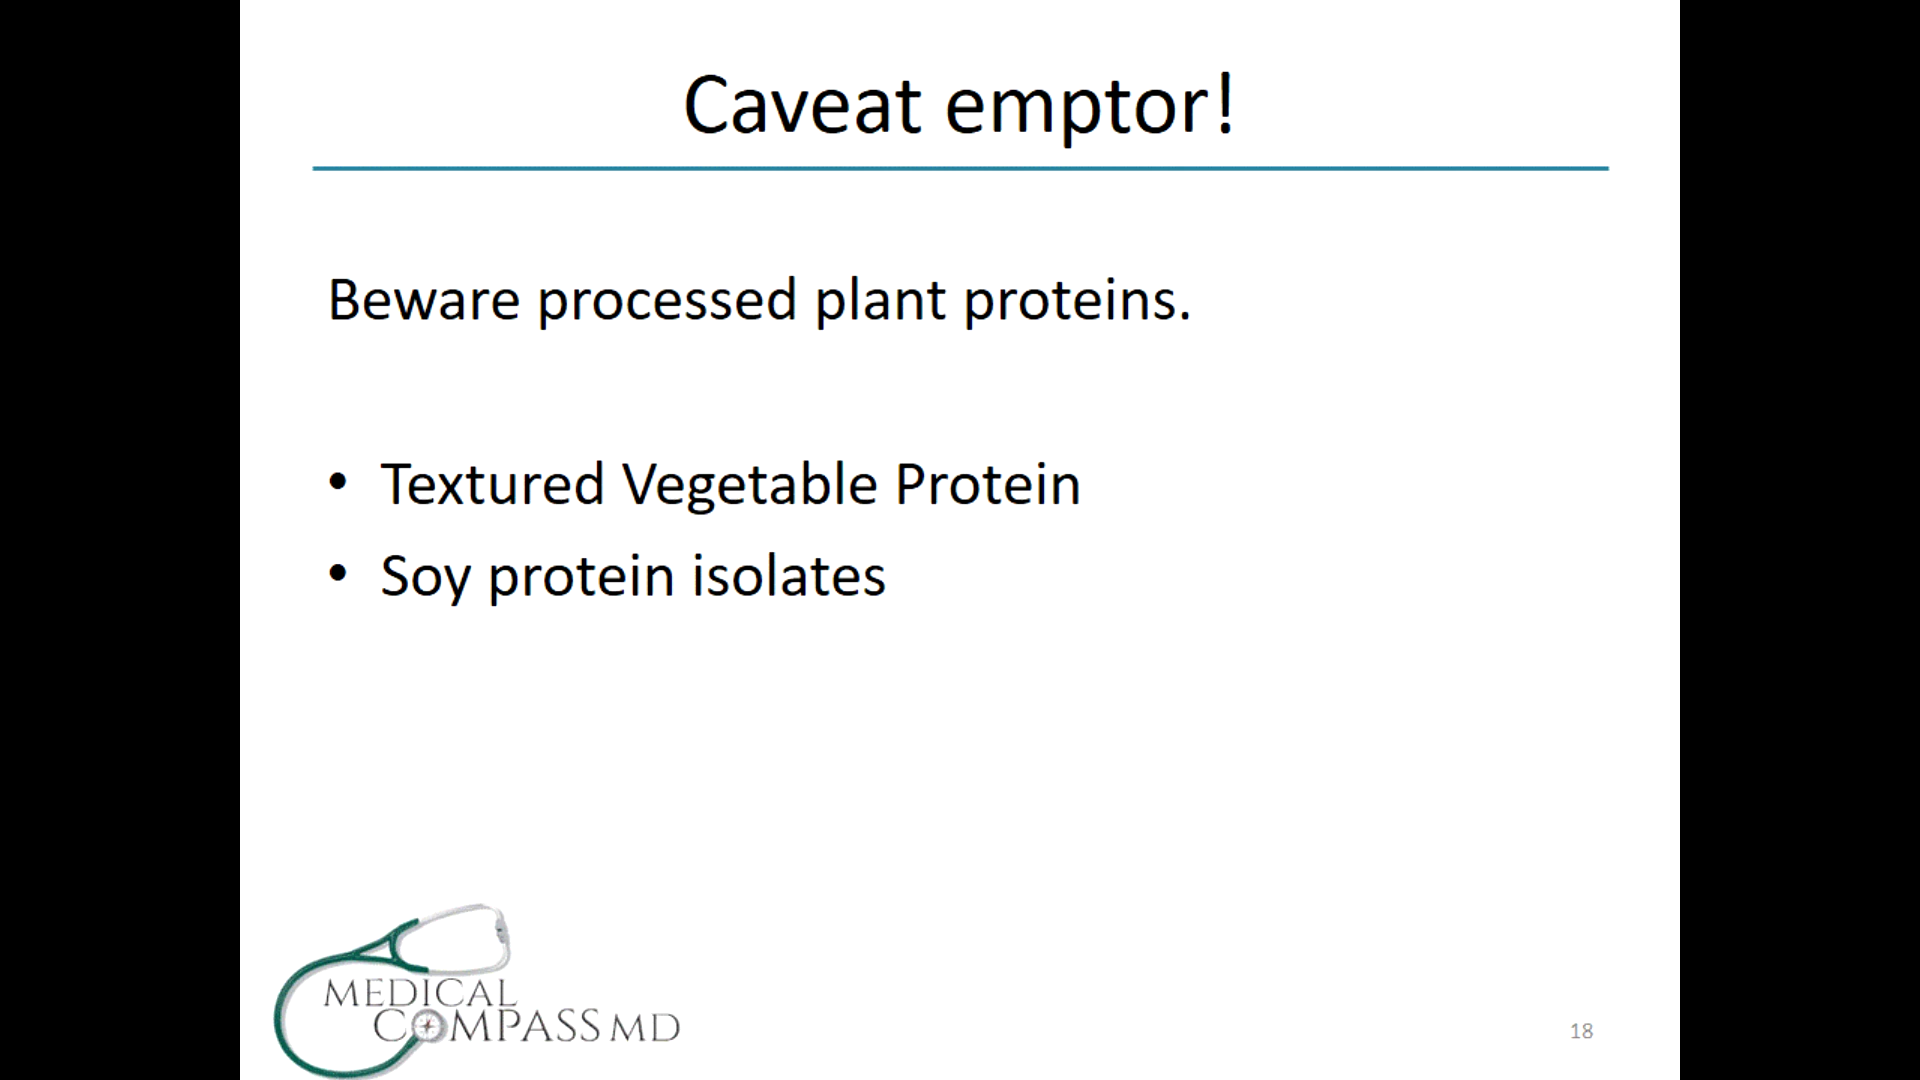 Caveat emptor!
Beware processed plant proteins.
• Textured Vegetable Protein
• Soy protein isolates
MEDICAL
COMPASS MD
18